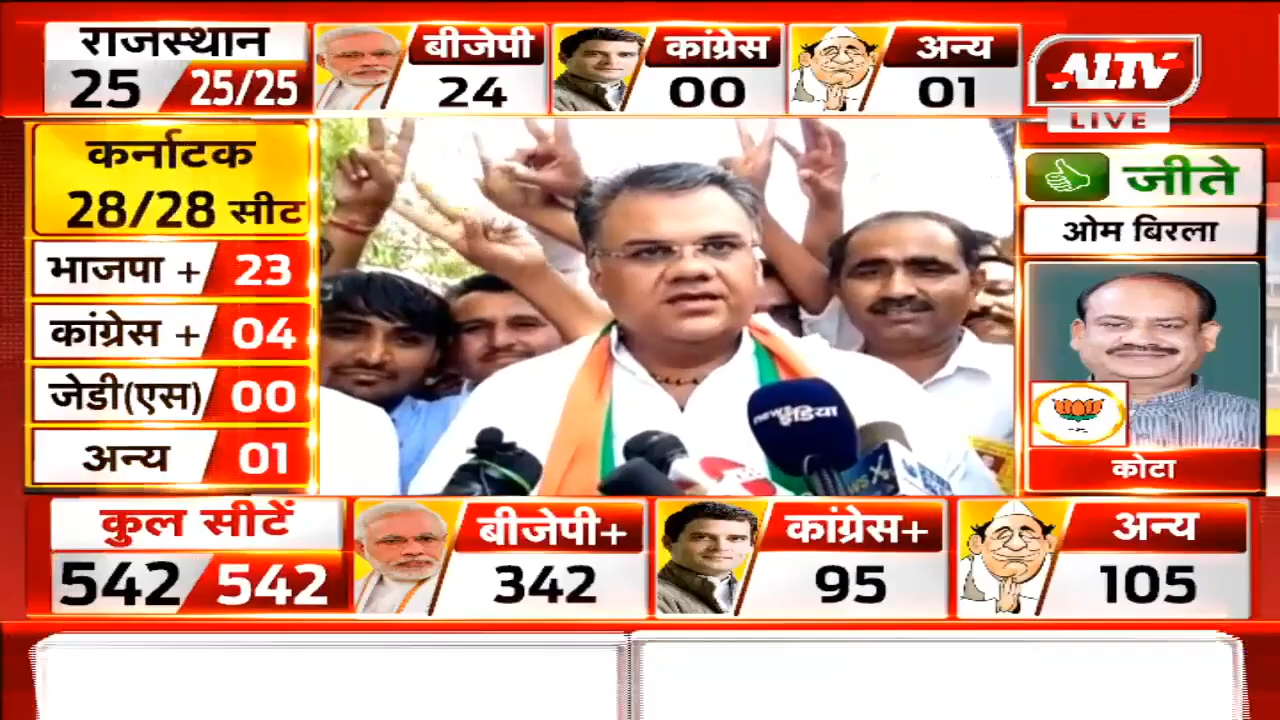 राजस्थान
25 25/25
बीजेपी
24
कांग्रेस
00
अन्य
01
ALTV
LIVE
कर्नाटक
28/28 सीट
भाजपा + 23
कांग्रेस + 04
जेडी(एस) 00
अन्य 01
जीते
ओम बिरला
कोटा
इंडिया
कुल सीटें
542 542
बीजेपी+
342
कांग्रेस+
95
अन्य
105